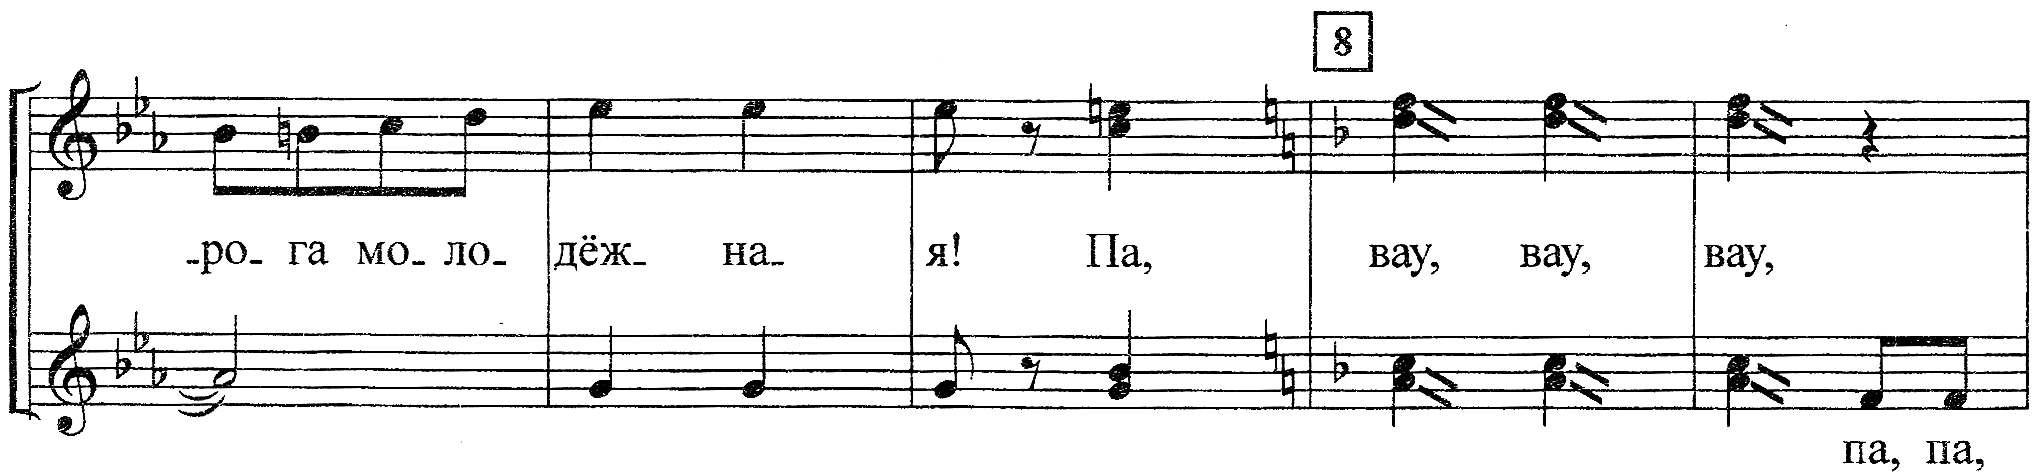 8
-ро- га мо- ло- дёж- на- я! Па, вау, вау, вау,
па, па,